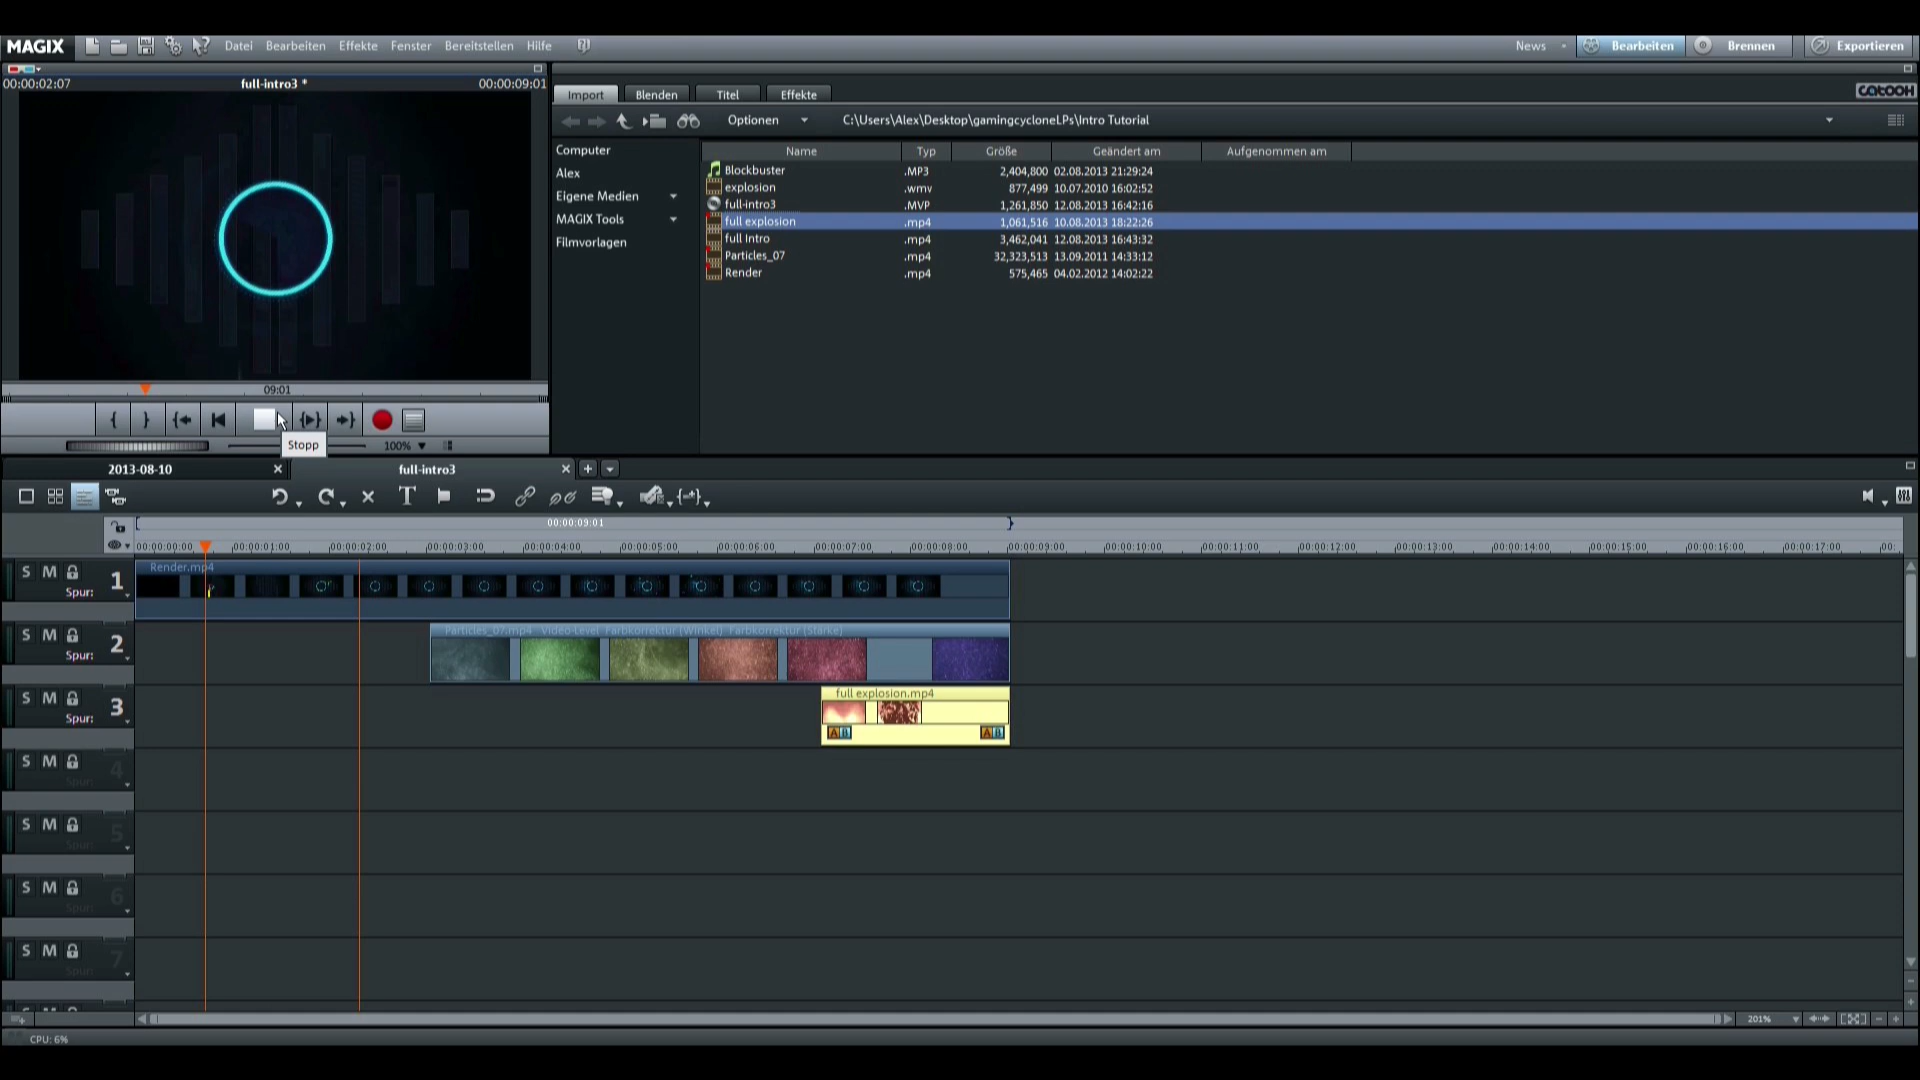 MAGIX Datei Bearbeiten Effekte Fenster Bereitstellen Hilfe News Bearbeiten Brennen Exportieren
00:00:02:07 full-intro3 * 00:00:09:01
Import Blenden Titel Effekte CATOOH
Optionen C:\Users\Alex\Desktop\gamingcycloneLPs\Intro Tutorial
Computer
Alex
Eigene Medien
MAGIX Tools
Filmvorlagen
Name Typ Größe Geändert am Aufgenommen am
Blockbuster .MP3 2,404,800 02.08.2013 21:29:24
explosion .wmv 877,499 10.07.2010 16:02:52
full-intro3 .MVP 1,261,850 12.08.2013 16:42:16
full explosion .mp4 1,061,516 10.08.2013 18:22:26
full Intro .mp4 3,462,041 12.08.2013 16:43:32
Particles_07 .mp4 32,323,513 13.09.2011 14:33:12
Render .mp4 575,465 04.02.2012 14:02:22
09:01
100%
Stopp
2013-08-10 full-intro3
00:00:09:01
00:00:00:00 00:00:01:00 00:00:02:00 00:00:03:00 00:00:04:00 00:00:05:00 00:00:06:00 00:00:07:00 00:00:08:00 00:00:09:00 00:00:10:00 00:00:11:00 00:00:12:00 00:00:13:00 00:00:14:00 00:00:15:00 00:00:16:00 00:00:17:00 00:
S M 1 Render.mp4
Spur:
S M 2 Particles_07.mp4 Video-Level Farbkorrektur (Winkel) Farbkorrektur (Stärke)
Spur:
S M 3 full explosion.mp4
Spur:
A B A B
S M 4
Spur:
S M 5
Spur:
S M 6
Spur:
S M 7
Spur:
201%
CPU: 6%